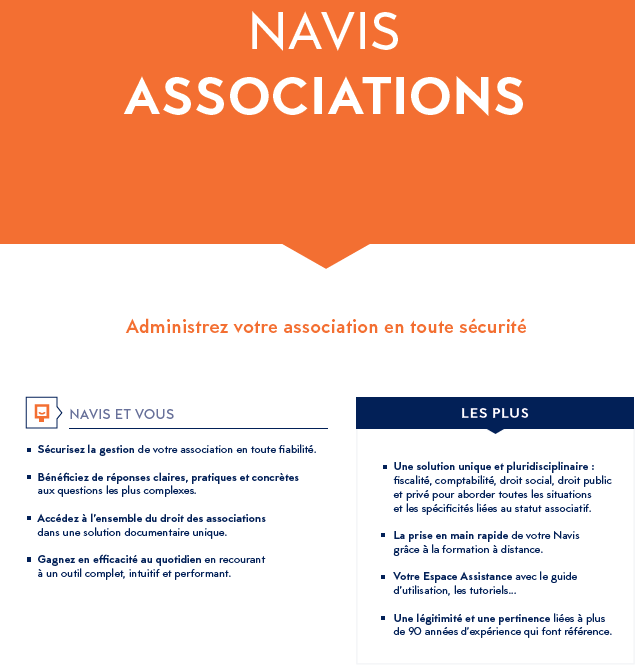 NAVIS
ASSOCIATIONS
Administrez votre association en toute sécurité
NAVIS ET VOUS
▪ Sécurisez la gestion de votre association en toute fiabilité.
▪ Bénéficiez de réponses claires, pratiques et concrètes
aux questions les plus complexes.
▪ Accédez à l'ensemble du droit des associations
dans une solution documentaire unique.
▪ Gagnez en efficacité au quotidien en recourant
à un outil complet, intuitif et performant.
LES PLUS
▪ Une solution unique et pluridisciplinaire :
fiscalité, comptabilité, droit social, droit public
et privé pour aborder toutes les situations
et les spécificités liées au statut associatif.
▪ La prise en main rapide de votre Navis
grâce à la formation à distance.
▪ Votre Espace Assistance avec le guide
d'utilisation, les tutoriels...
▪ Une légitimité et une pertinence liées à plus
de 90 années d'expérience qui font référence.